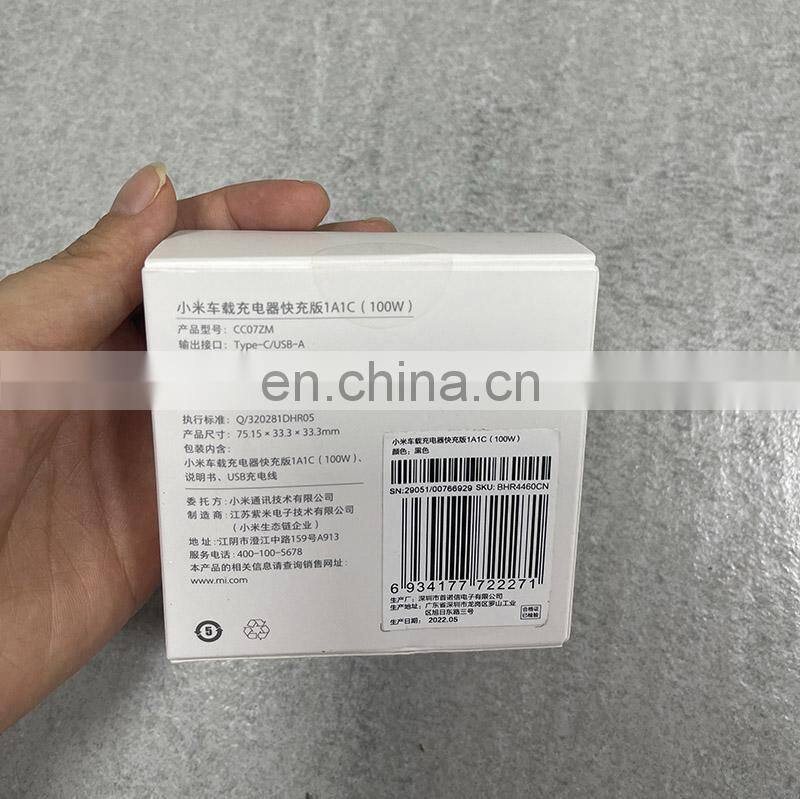 小米车载充电器快充版1A1C（100W）
产品型号： CC07ZM
输出接口： Type-C/USB-A
en.china.cn
执行标准： Q/320281DHR05
产品尺寸： 75.15 × 33.3 × 33.3mm
包装内含：
小米车载充电器快充版1A1C（100W）、
说明书、USB充电线
委 托 方： 小米通讯技术有限公司
制 造 商： 江苏紫米电子技术有限公司
（小米生态链企业）
地 址： 江阴市澄江中路159号A913
服务电话： 400-100-5678
本产品的相关信息请查询销售网址：
www.mi.com
5
小米车载充电器快充版1A1C（100W）
颜色：黑色
SN:29051/00766929 SKU: BHR4460CN
6 934177 722271
生产厂：深圳市首诺信电子有限公司
生产地址：广东省深圳市龙岗区罗山工业
区旭日东路三号
生产日期：2022.05
合格证
已检验